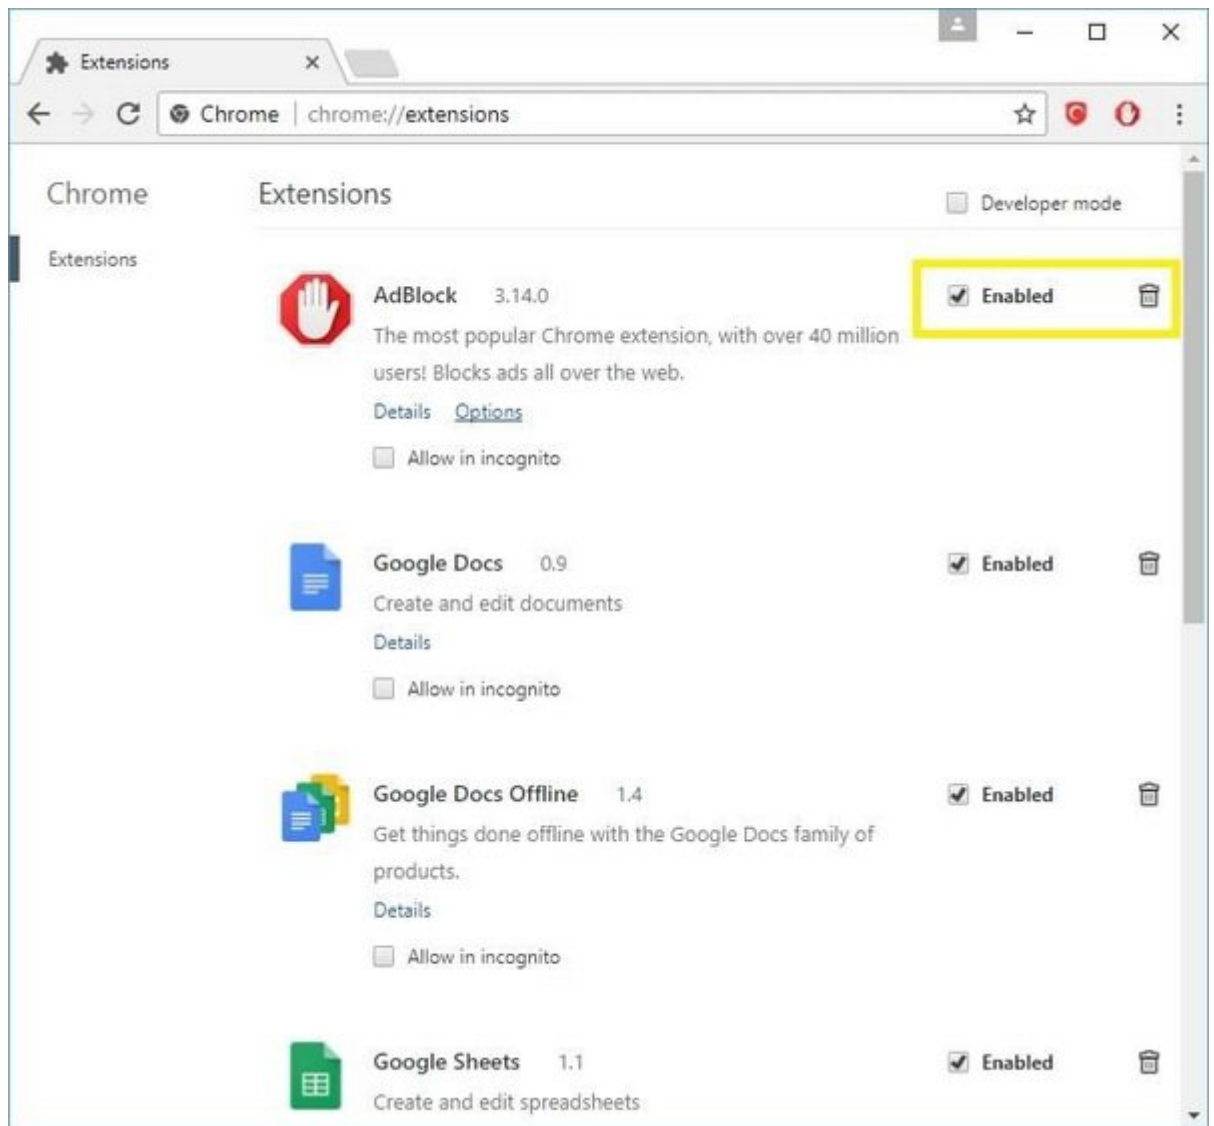 Extensions
Chrome chrome://extensions
Chrome
Extensions
Developer mode
Extensions
AdBlock 3.14.0
Enabled
The most popular Chrome extension, with over 40 million
users! Blocks ads all over the web.
Details Options
Allow in incognito
Google Docs 0.9
Enabled
Create and edit documents
Details
Allow in incognito
Google Docs Offline 1.4
Enabled
Get things done offline with the Google Docs family of
products.
Details
Allow in incognito
Google Sheets 1.1
Enabled
Create and edit spreadsheets